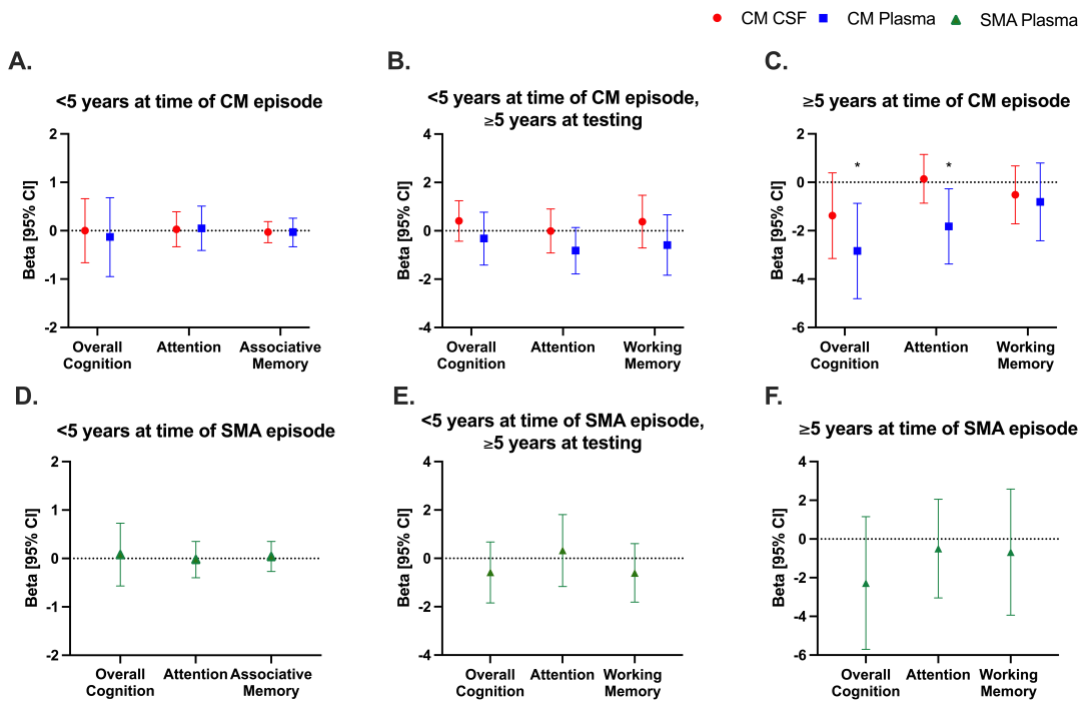 CM CSF CM Plasma SMA Plasma
A.
<5 years at time of CM episode
Beta [95% CI]
2
1
0
-1
-2
Overall
Cognition
Attention
Associative
Memory
B.
<5 years at time of CM episode,
≥5 years at testing
Beta [95% CI]
4
2
0
-2
-4
Overall
Cognition
Attention
Working
Memory
C.
≥5 years at time of CM episode
Beta [95% CI]
2
0
-2
-4
-6
*
*
Overall
Cognition
Attention
Working
Memory
D.
<5 years at time of SMA episode
Beta [95% CI]
2
1
0
-1
-2
Overall
Cognition
Attention
Associative
Memory
E.
<5 years at time of SMA episode,
≥5 years at testing
Beta [95% CI]
4
2
0
-2
-4
Overall
Cognition
Attention
Working
Memory
F.
≥5 years at time of SMA episode
Beta [95% CI]
4
2
0
-2
-4
-6
Overall
Cognition
Attention
Working
Memory